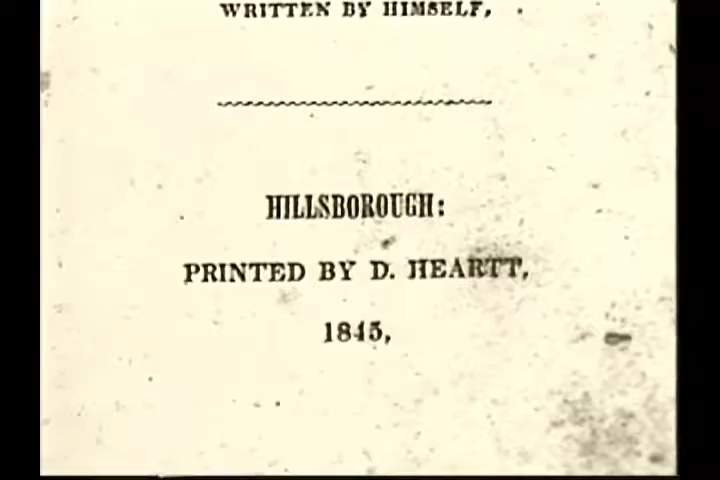 WRITTEN BY HIMSELF,
HILLSBOROUGH:
PRINTED BY D. HEARTT,
1845,